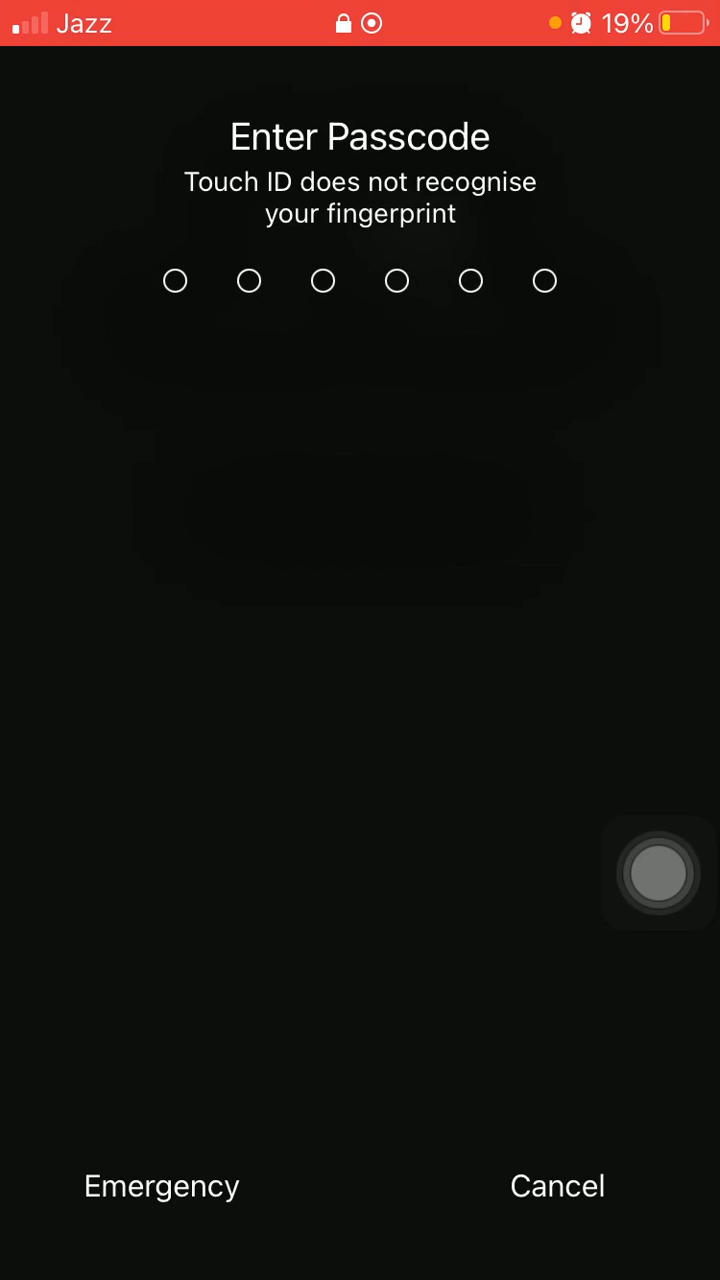 Jazz 19%
Enter Passcode
Touch ID does not recognise
your fingerprint
Emergency Cancel